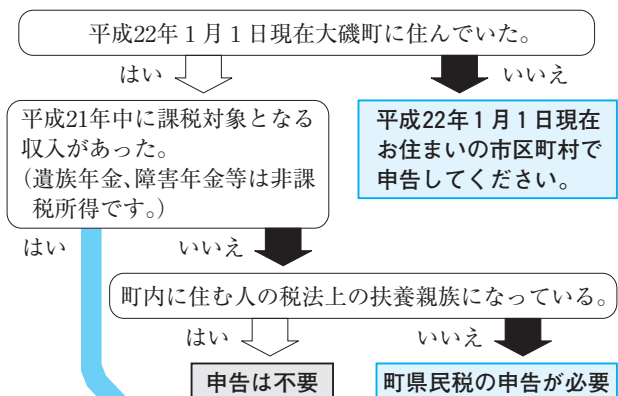 平成22年1月1日現在大磯町に住んでいた。
はい
いいえ
平成21年中に課税対象となる
収入があった。
(遺族年金、障害年金等は非課
税所得です。)
平成22年1月1日現在
お住まいの市区町村で
申告してください。
はい
いいえ
町内に住む人の税法上の扶養親族になっている。
はい
いいえ
申告は不要
町県民税の申告が必要